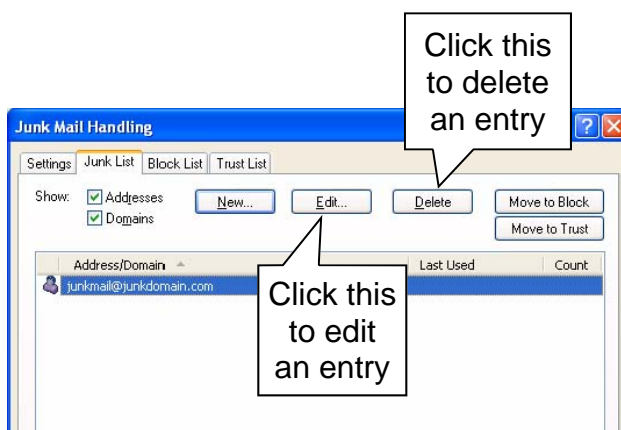 Click this
to delete
an entry
Junk Mail Handling
Settings Junk List Block List Trust List
Show: Addresses New... Edit... Delete Move to Block
Domains Move to Trust
Address/Domain Last Used Count
junkmail@junkdomain.com
Click this
to edit
an entry